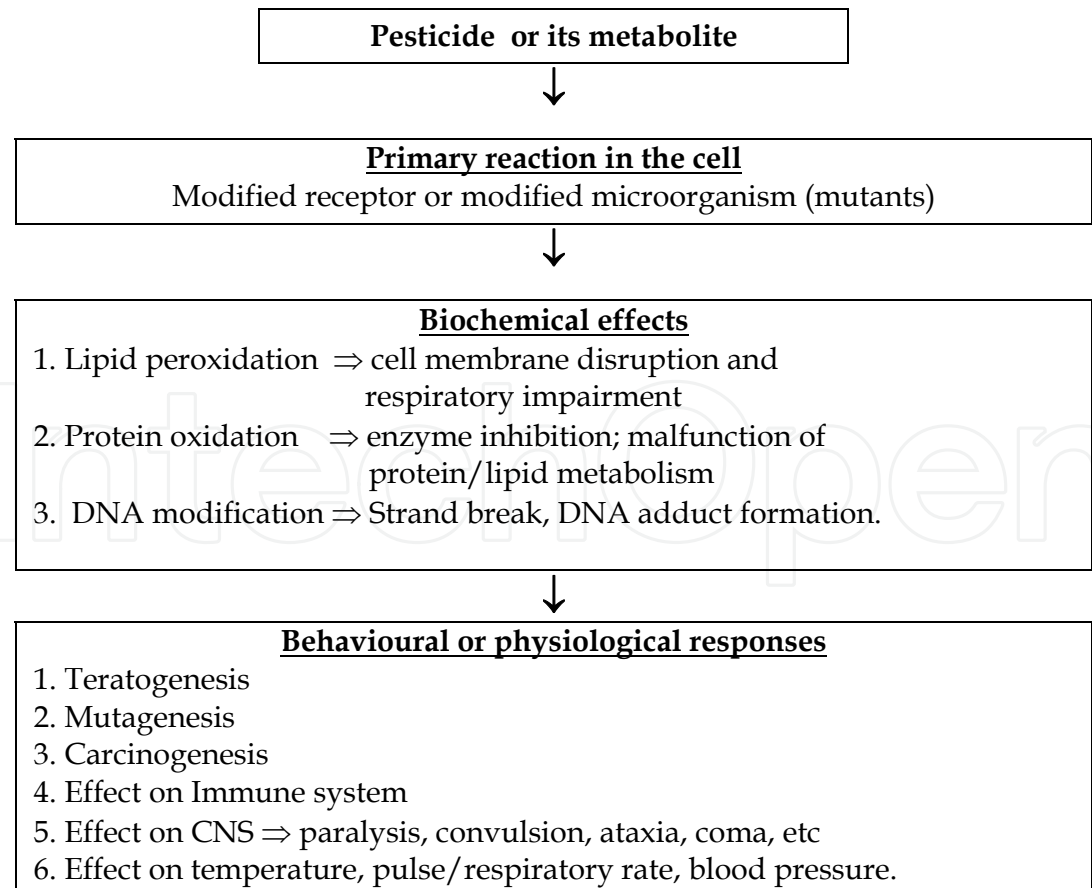 Pesticide or its metabolite
Primary reaction in the cell
Modified receptor or modified microorganism (mutants)
Biochemical effects
1. Lipid peroxidation ⇒ cell membrane disruption and
respiratory impairment
2. Protein oxidation ⇒ enzyme inhibition; malfunction of
protein/lipid metabolism
3. DNA modification ⇒ Strand break, DNA adduct formation.
IntechOpen
Behavioural or physiological responses
1. Teratogenesis
2. Mutagenesis
3. Carcinogenesis
4. Effect on Immune system
5. Effect on CNS ⇒ paralysis, convulsion, ataxia, coma, etc
6. Effect on temperature, pulse/respiratory rate, blood pressure.